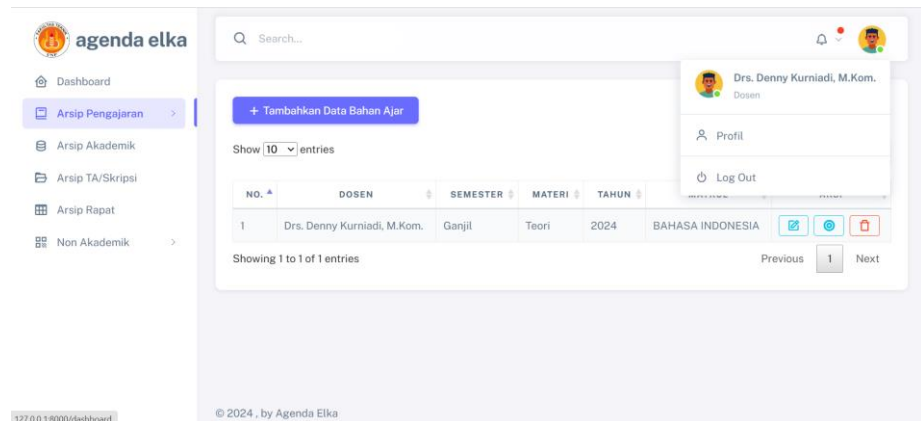 agenda elka
Search...
Dashboard
Arsip Pengajaran
Arsip Akademik
Arsip TA/Skripsi
Arsip Rapat
Non Akademik
Drs. Denny Kurniadi, M.Kom.
Dosen
Profil
Log Out
+ Tambahkan Data Bahan Ajar
Show 10 entries
NO. DOSEN SEMESTER MATERI TAHUN
1 Drs. Denny Kurniadi, M.Kom. Ganjil Teori 2024 BAHASA INDONESIA
Showing 1 to 1 of 1 entries
Previous 1 Next
© 2024 , by Agenda Elka
127.0.0.1:8000/dashboard